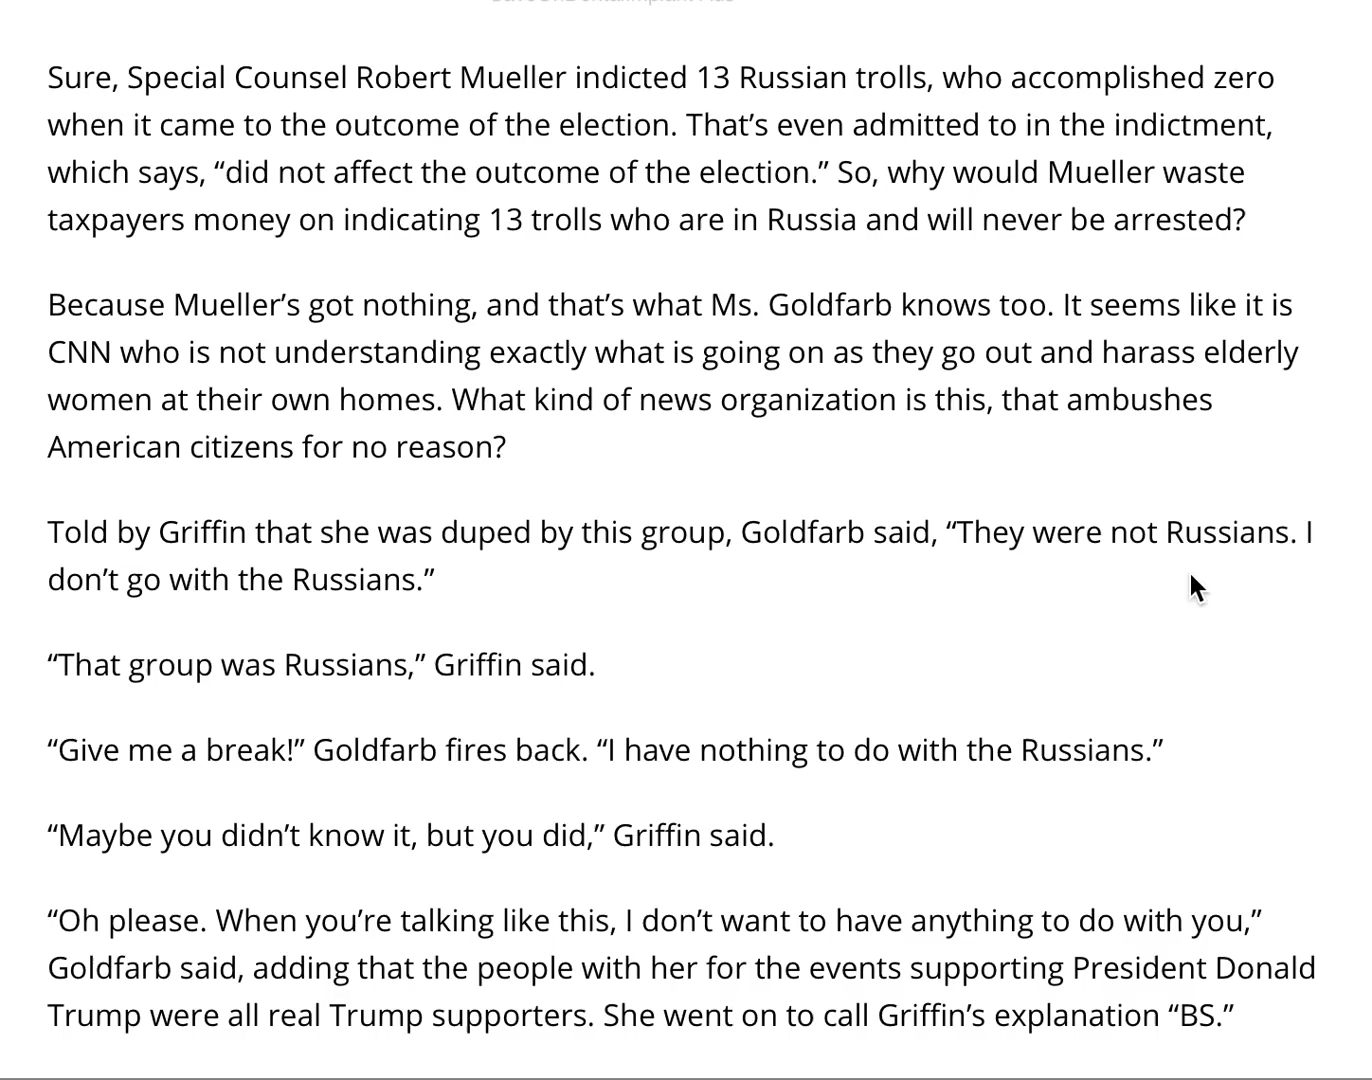 Sure, Special Counsel Robert Mueller indicted 13 Russian trolls, who accomplished zero
when it came to the outcome of the election. That’s even admitted to in the indictment,
which says, “did not affect the outcome of the election.” So, why would Mueller waste
taxpayers money on indicating 13 trolls who are in Russia and will never be arrested?
Because Mueller’s got nothing, and that’s what Ms. Goldfarb knows too. It seems like it is
CNN who is not understanding exactly what is going on as they go out and harass elderly
women at their own homes. What kind of news organization is this, that ambushes
American citizens for no reason?
Told by Griffin that she was duped by this group, Goldfarb said, “They were not Russians. I
don’t go with the Russians.”
“That group was Russians,” Griffin said.
“Give me a break!” Goldfarb fires back. “I have nothing to do with the Russians.”
“Maybe you didn’t know it, but you did,” Griffin said.
“Oh please. When you’re talking like this, I don’t want to have anything to do with you,”
Goldfarb said, adding that the people with her for the events supporting President Donald
Trump were all real Trump supporters. She went on to call Griffin’s explanation “BS.”